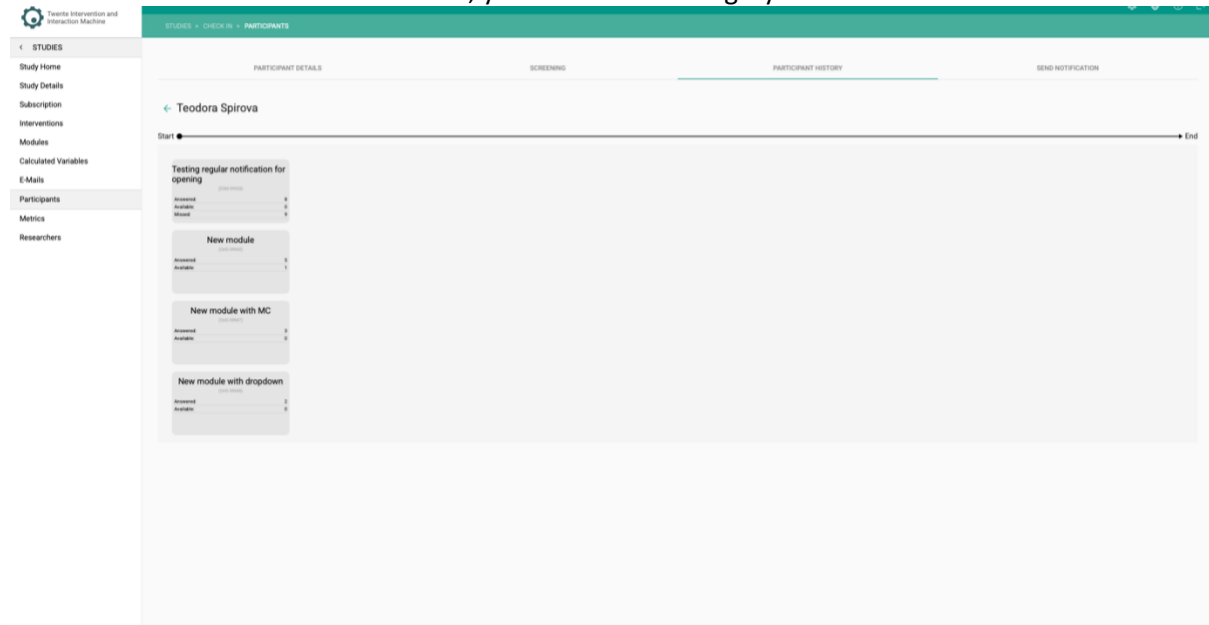 Twente Intervention and
Interaction Machine
STUDIES > CHECK IN > PARTICIPANTS
< STUDIES
Study Home
Study Details
Subscription
Interventions
Modules
Calculated Variables
E-Mails
Participants
Metrics
Researchers
PARTICIPANT DETAILS SCREENING PARTICIPANT HISTORY SEND NOTIFICATION
← Teodora Spirova
Start End
Testing regular notification for
opening
Answered:
Available:
Missed:
New module
Answered:
Available: 1
New module with MC
Answered:
Available:
New module with dropdown
Answered: 2
Available: